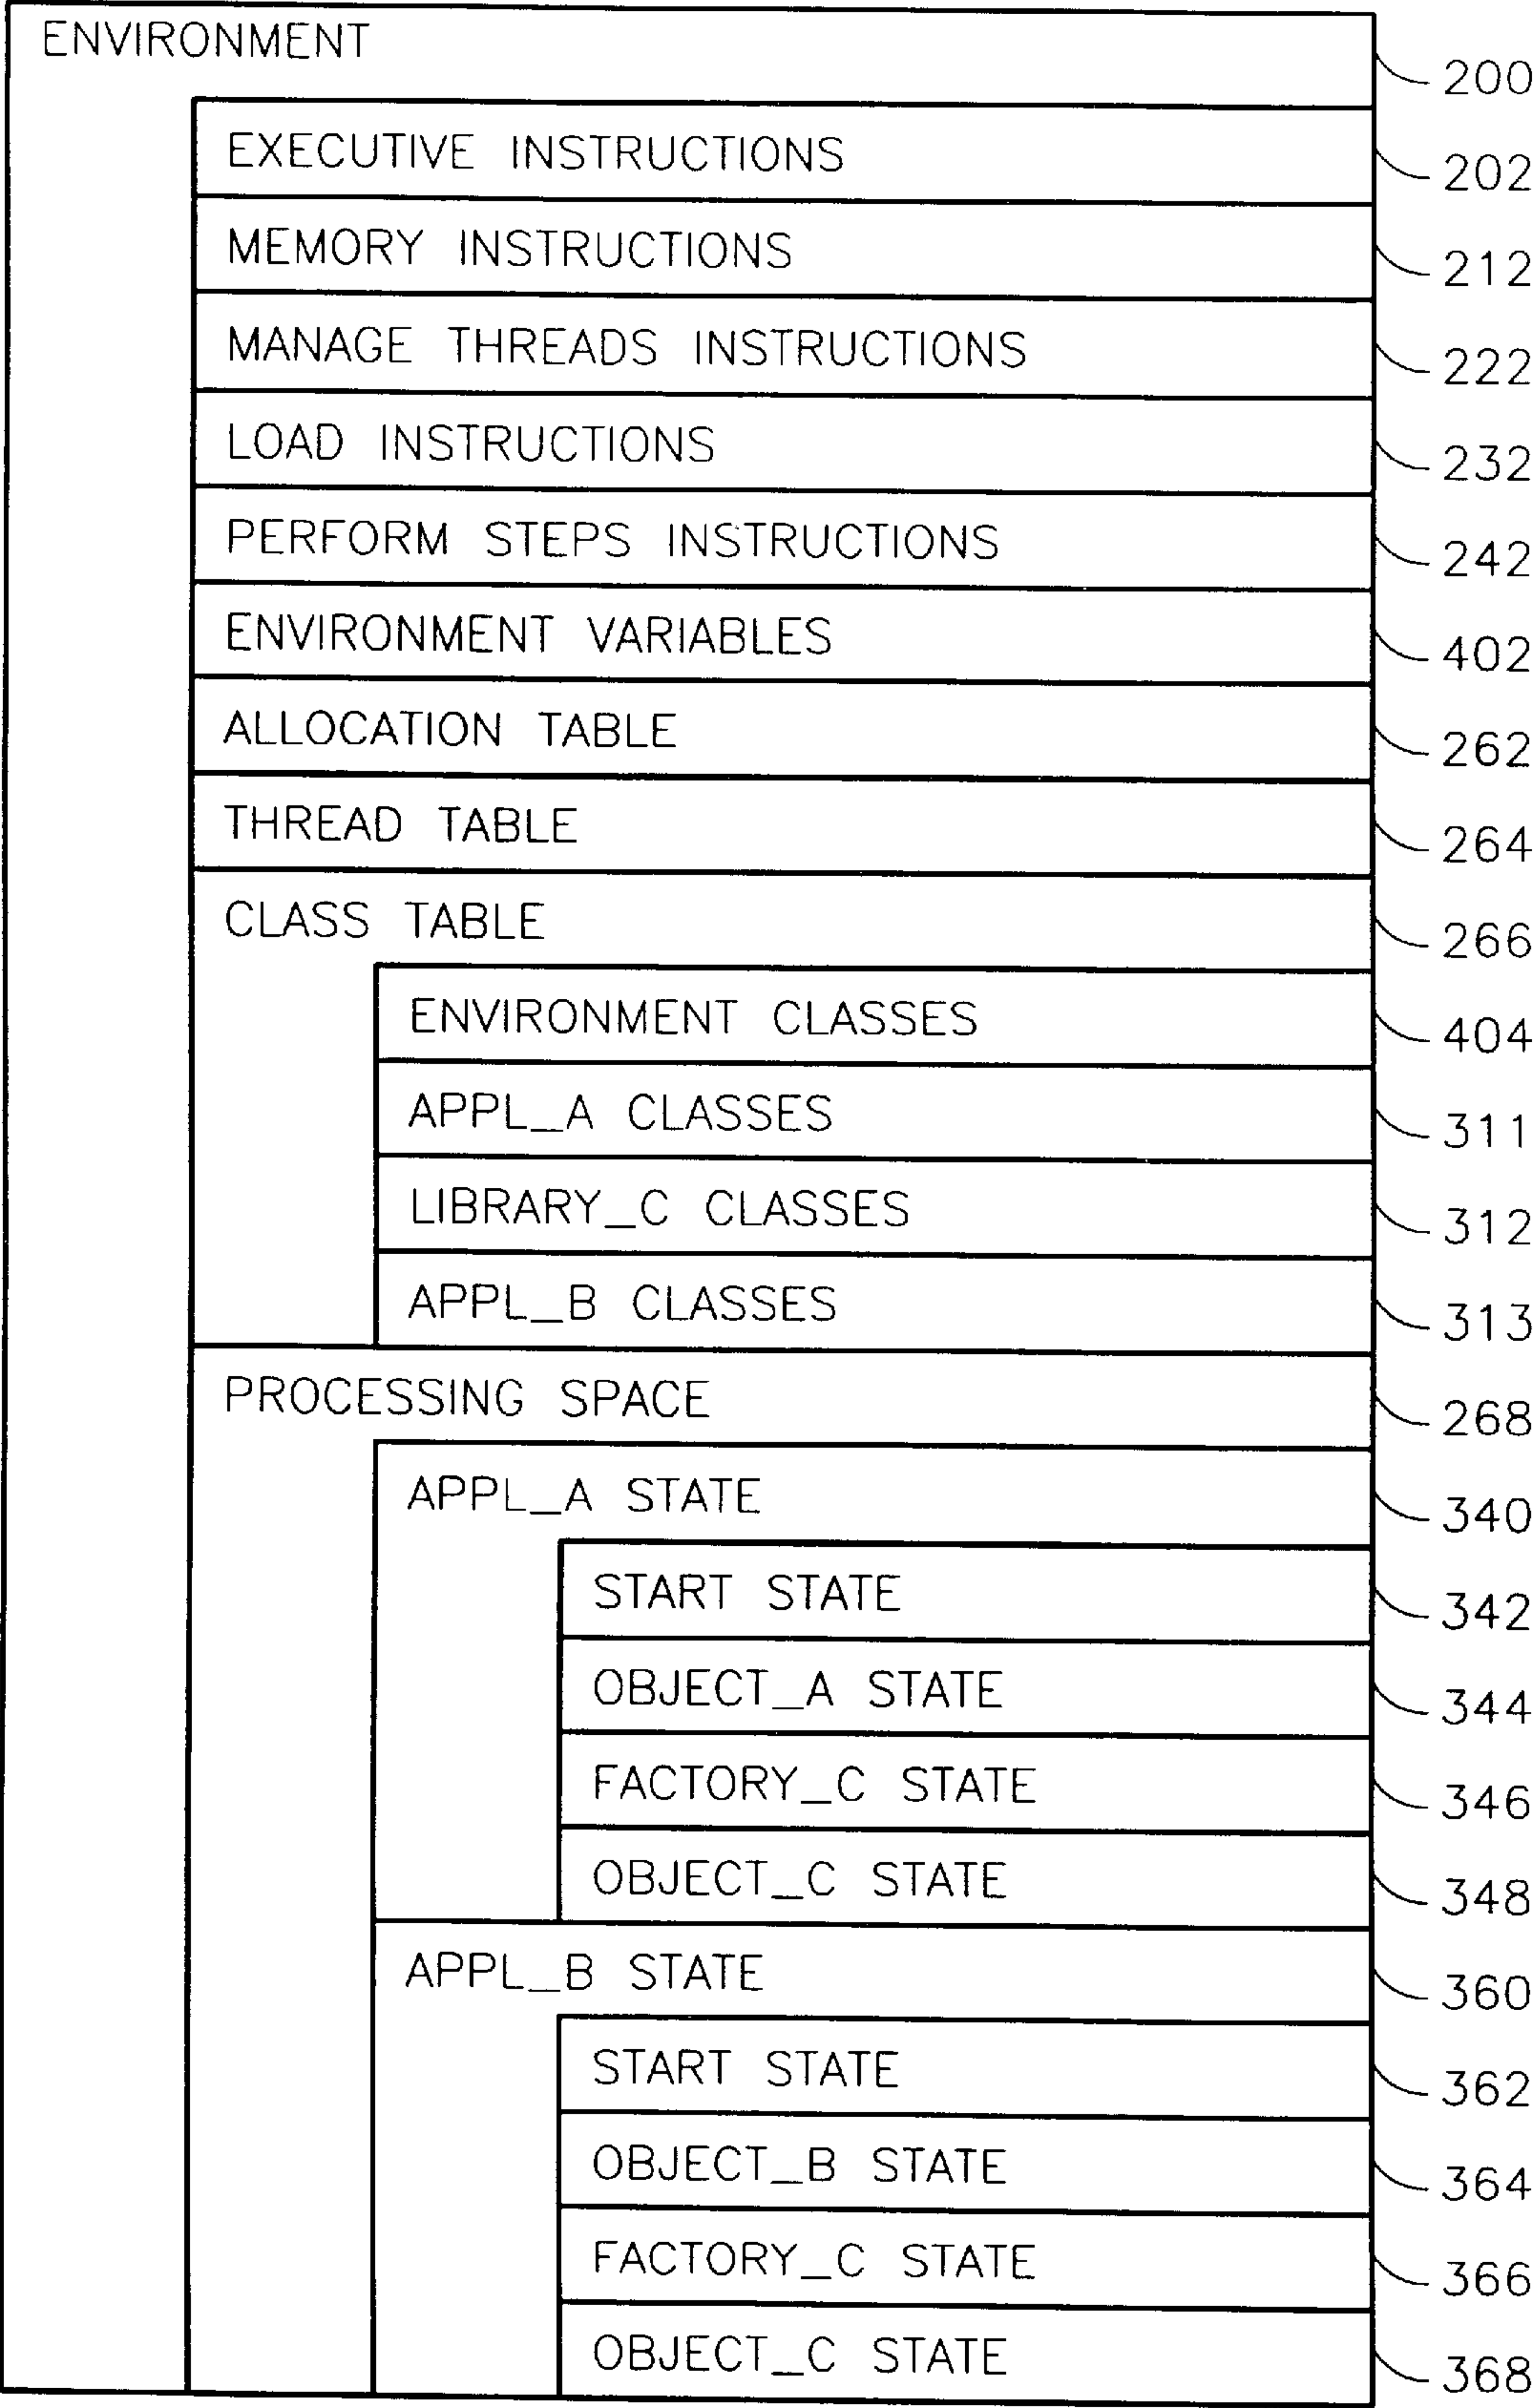 ENVIRONMENT 200
EXECUTIVE INSTRUCTIONS 202
MEMORY INSTRUCTIONS 212
MANAGE THREADS INSTRUCTIONS 222
LOAD INSTRUCTIONS 232
PERFORM STEPS INSTRUCTIONS 242
ENVIRONMENT VARIABLES 402
ALLOCATION TABLE 262
THREAD TABLE 264
CLASS TABLE 266
ENVIRONMENT CLASSES 404
APPL_A CLASSES 311
LIBRARY_C CLASSES 312
APPL_B CLASSES 313
PROCESSING SPACE 268
APPL_A STATE 340
START STATE 342
OBJECT_A STATE 344
FACTORY_C STATE 346
OBJECT_C STATE 348
APPL_B STATE 360
START STATE 362
OBJECT_B STATE 364
FACTORY_C STATE 366
OBJECT_C STATE 368